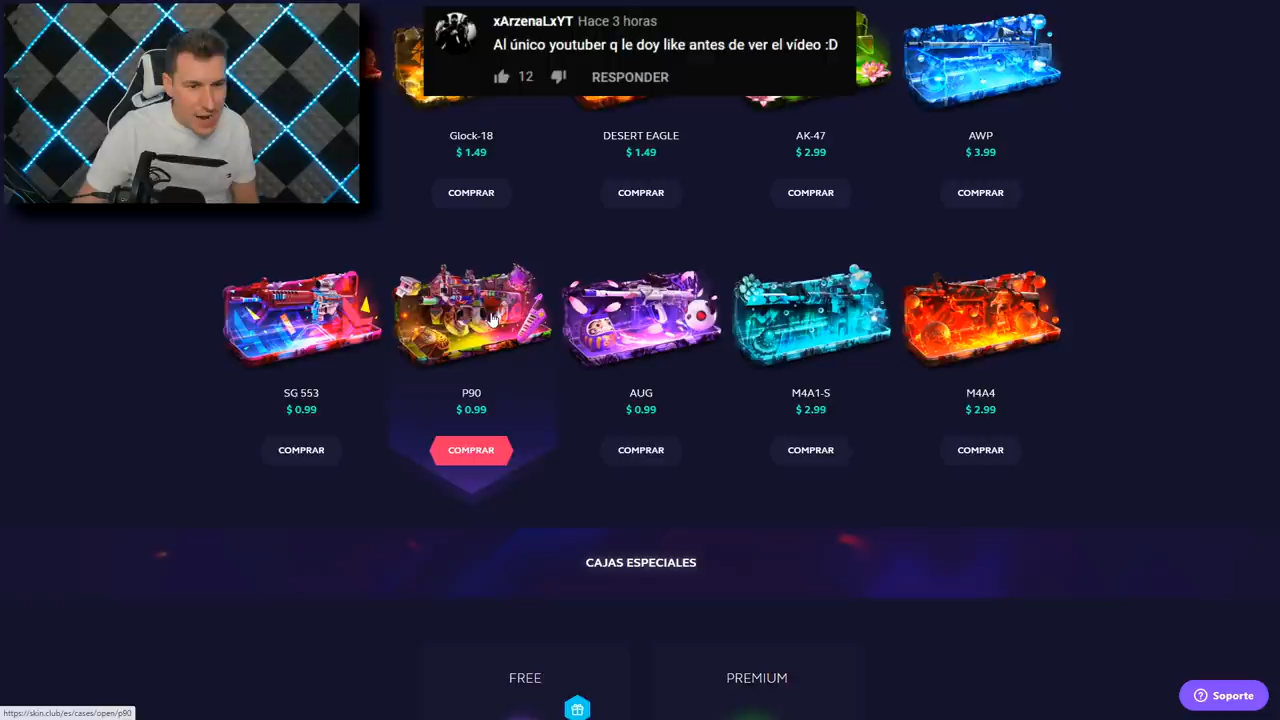 xArzenaLxYT Hace 3 horas
Al único youtuber q le doy like antes de ver el vídeo :D
12
RESPONDER
Glock-18
$ 1.49
COMPRAR
DESERT EAGLE
$ 1.49
COMPRAR
AK-47
$ 2.99
COMPRAR
AWP
$ 3.99
COMPRAR
SG 553
$ 0.99
COMPRAR
P90
$ 0.99
COMPRAR
AUG
$ 0.99
COMPRAR
M4A1-S
$ 2.99
COMPRAR
M4A4
$ 2.99
COMPRAR
CAJAS ESPECIALES
FREE
PREMIUM
Soporte
https://skin.club/es/cases/open/p90